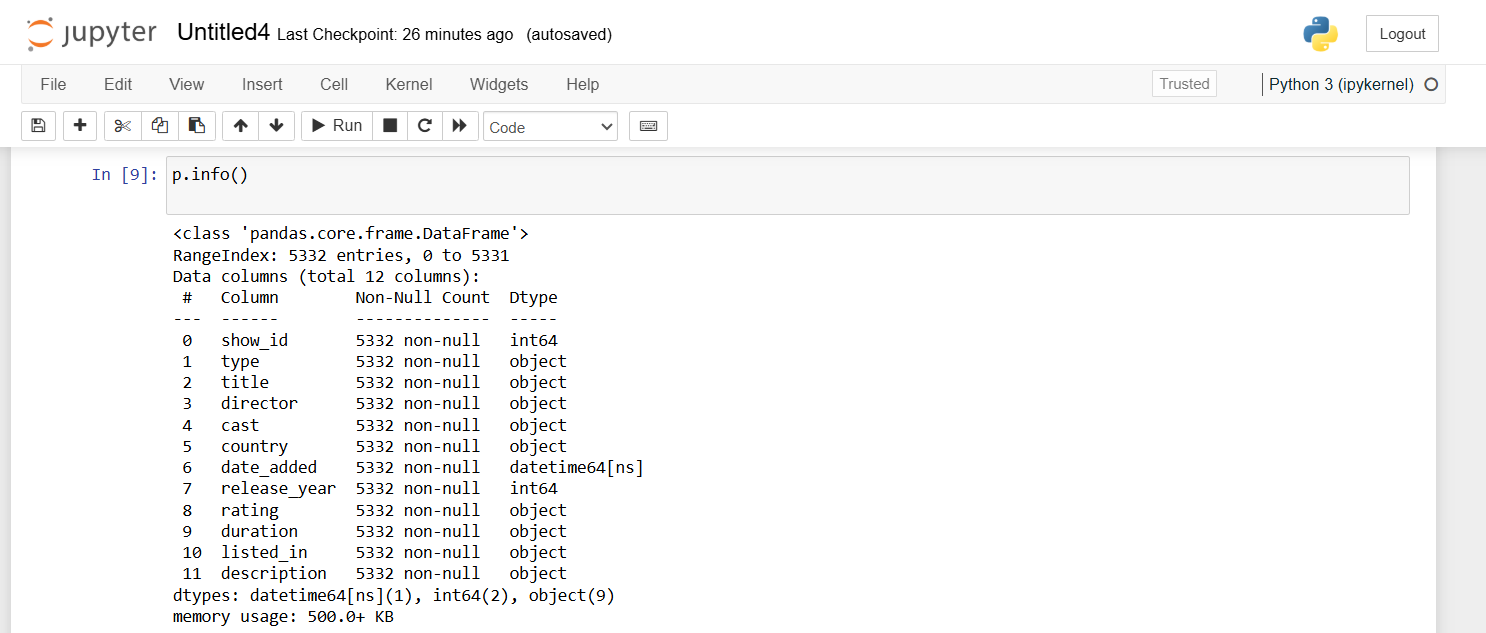 jupyter Untitled4 Last Checkpoint: 26 minutes ago (autosaved) Logout
File Edit View Insert Cell Kernel Widgets Help Trusted Python 3 (ipykernel)
Run Code
In [9]: p.info()
<class 'pandas.core.frame.DataFrame'>
RangeIndex: 5332 entries, 0 to 5331
Data columns (total 12 columns):
 #   Column        Non-Null Count  Dtype
---  ------        --------------  -----
 0   show_id       5332 non-null   int64
 1   type          5332 non-null   object
 2   title         5332 non-null   object
 3   director      5332 non-null   object
 4   cast          5332 non-null   object
 5   country       5332 non-null   object
 6   date_added    5332 non-null   datetime64[ns]
 7   release_year  5332 non-null   int64
 8   rating        5332 non-null   object
 9   duration      5332 non-null   object
 10  listed_in     5332 non-null   object
 11  description   5332 non-null   object
dtypes: datetime64[ns](1), int64(2), object(9)
memory usage: 500.0+ KB